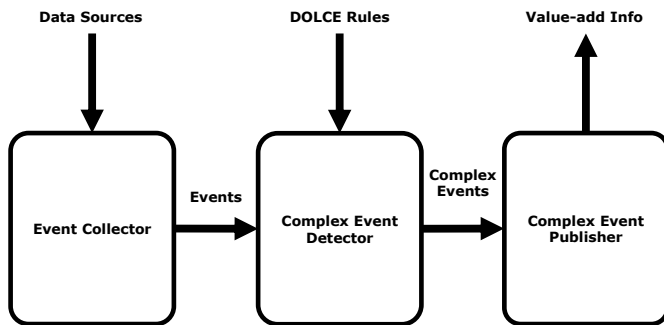 Data Sources
DOLCE Rules
Value-add Info
Event Collector
Events
Complex Event
Detector
Complex
Events
Complex Event
Publisher